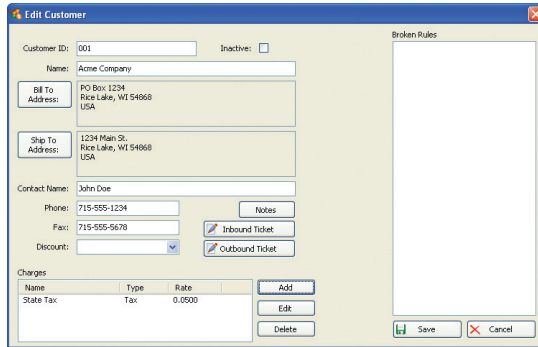 Edit Customer
Customer ID: 001 Inactive:
Name: Acme Company
Bill To
Address:
PO Box 1234
Rice Lake, WI 54868
USA
Ship To
Address:
1234 Main St.
Rice Lake, WI 54868
USA
Contact Name: John Doe
Phone: 715-555-1234 Notes
Fax: 715-555-5678 Inbound Ticket
Discount: Outbound Ticket
Charges
Name Type Rate
State Tax Tax 0.0500
Add
Edit
Delete
Broken Rules
Save Cancel